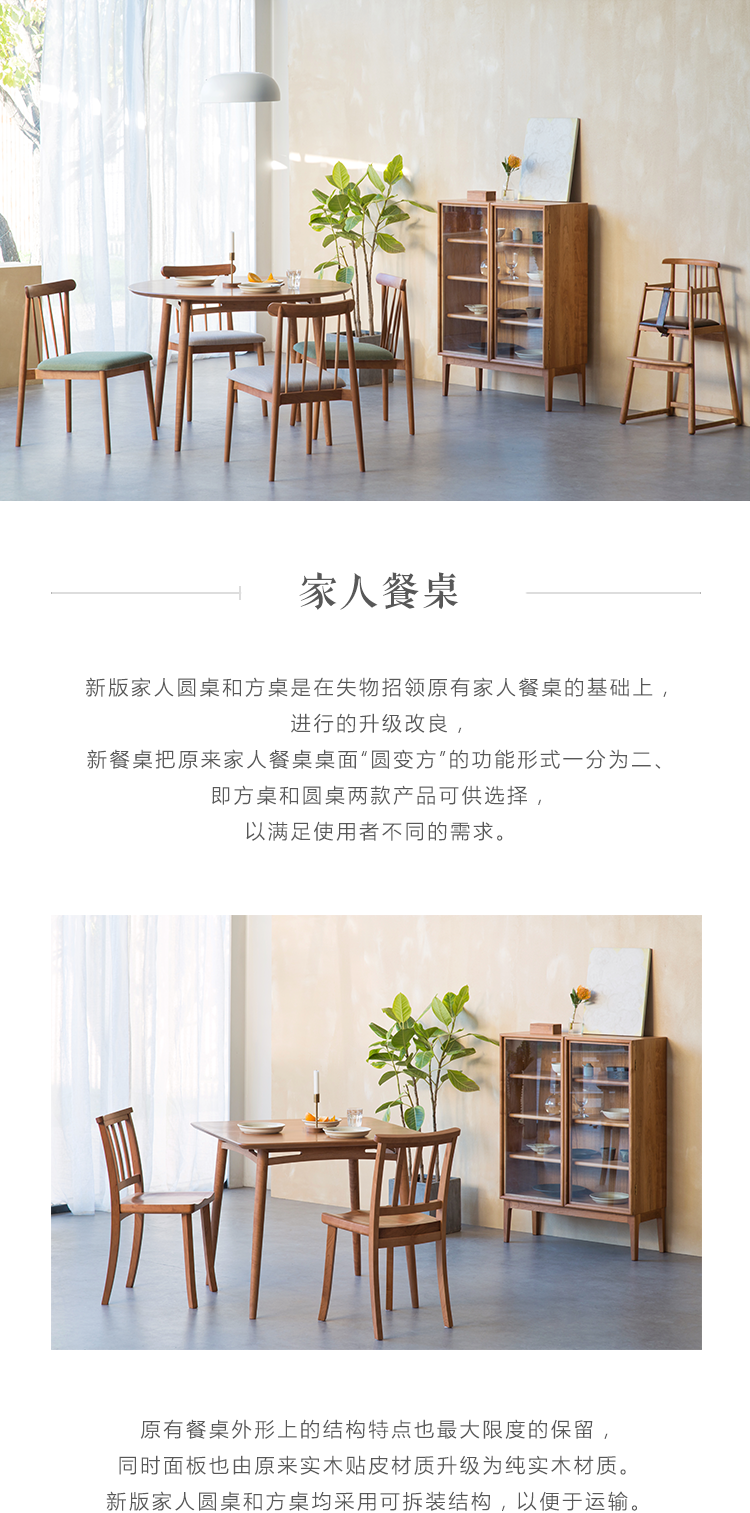 家人餐桌
新版家人圆桌和方桌是在失物招领原有家人餐桌的基础上，
进行的升级改良，
新餐桌把原来家人餐桌桌面“圆变方”的功能形式一分为二、
即方桌和圆桌两款产品可供选择，
以满足使用者不同的需求。
原有餐桌外形上的结构特点也最大限度的保留，
同时面板也由原来实木贴皮材质升级为纯实木材质。
新版家人圆桌和方桌均采用可拆装结构，以便于运输。